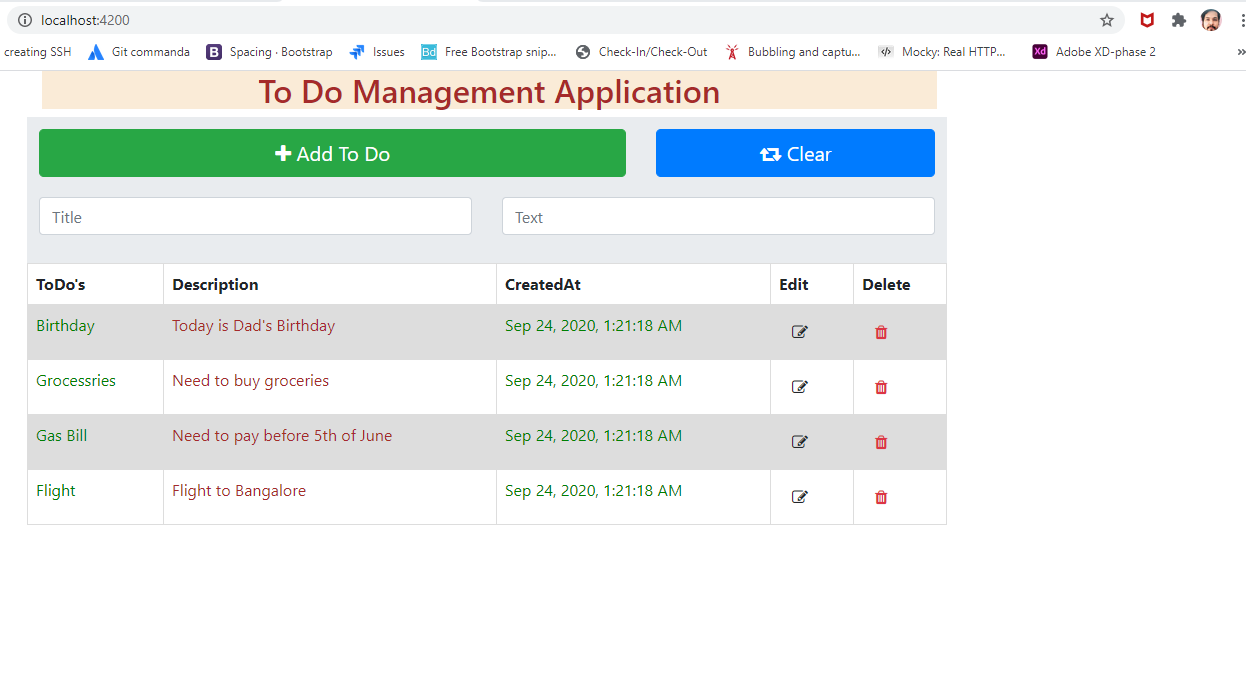 localhost:4200
creating SSH Git commanda B Spacing · Bootstrap Issues Bd Free Bootstrap snip... Check-In/Check-Out Bubbling and captu... </> Mocky: Real HTTP... Xd Adobe XD-phase 2 »
To Do Management Application
Add To Do Clear
Title Text
ToDo's Description CreatedAt Edit Delete
Birthday Today is Dad's Birthday Sep 24, 2020, 1:21:18 AM
Grocessries Need to buy groceries Sep 24, 2020, 1:21:18 AM
Gas Bill Need to pay before 5th of June Sep 24, 2020, 1:21:18 AM
Flight Flight to Bangalore Sep 24, 2020, 1:21:18 AM